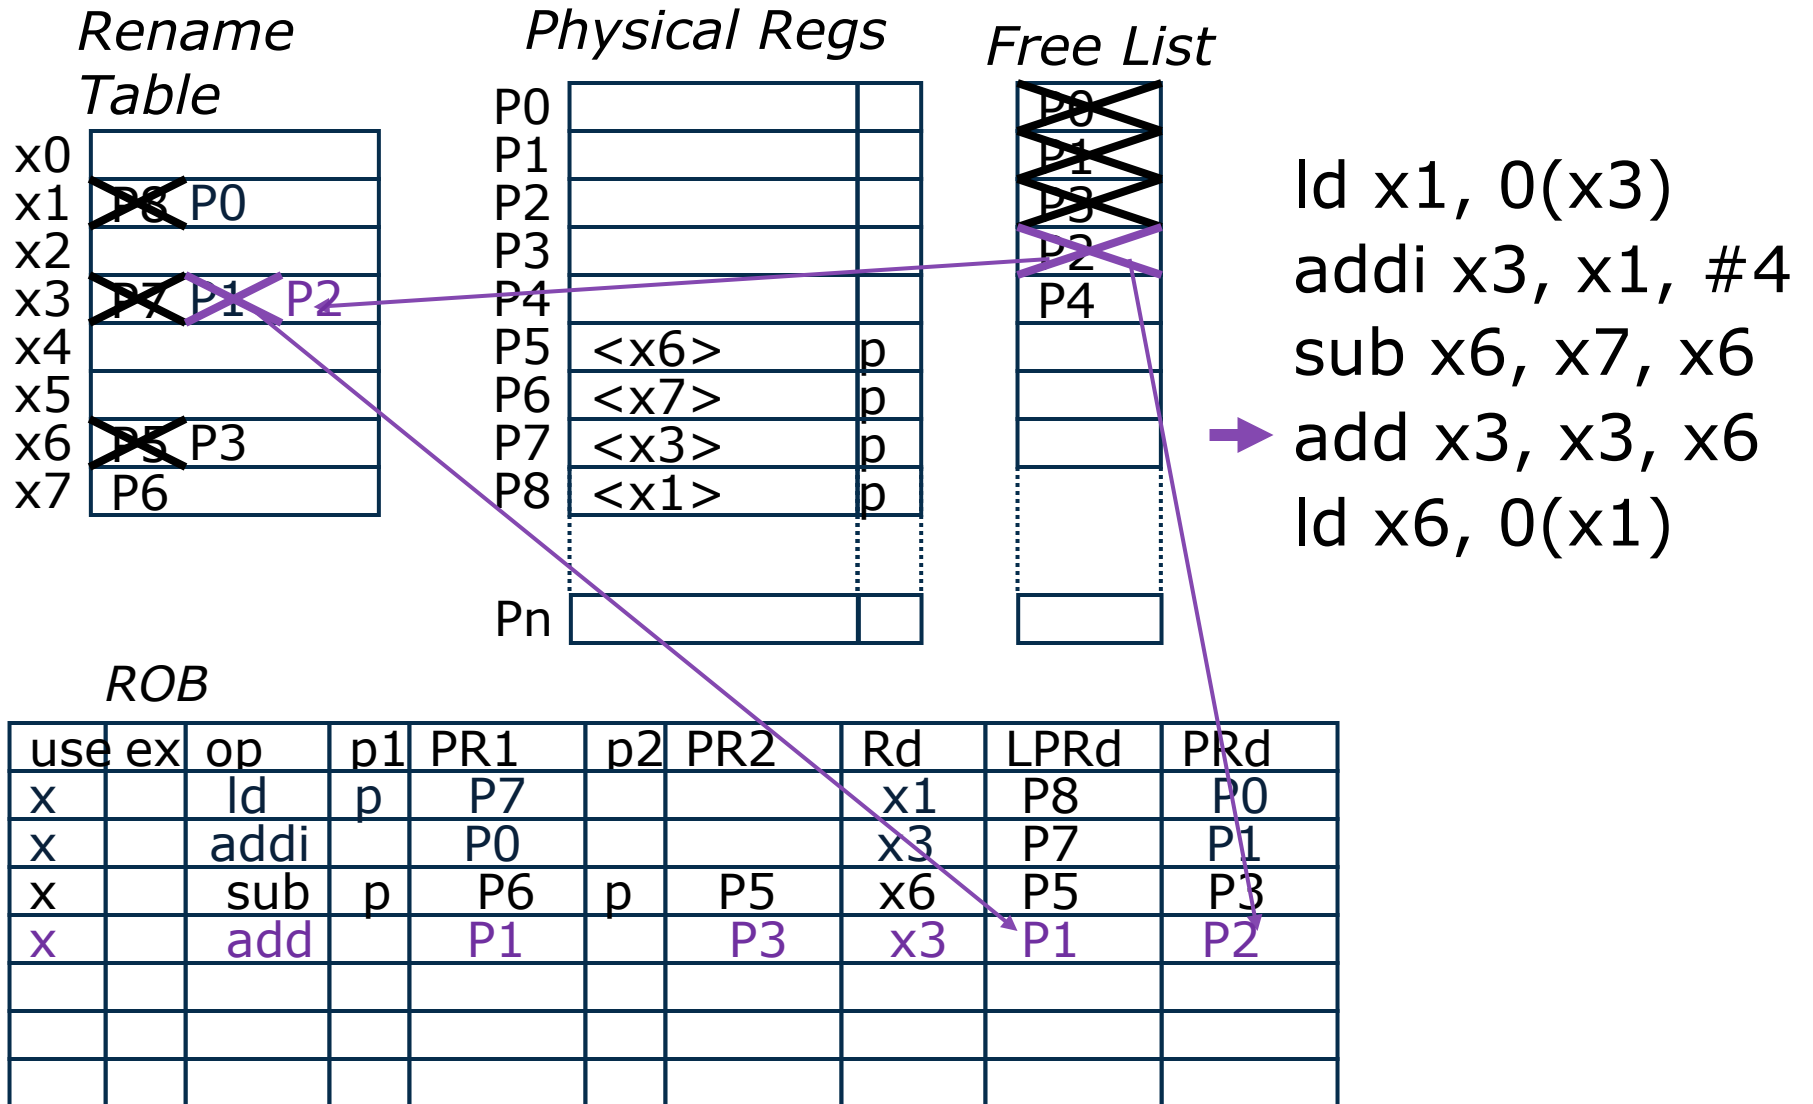 Rename
Table
x0
x1 P8 P0
x2
x3 P7 P1 P2
x4
x5
x6 P5 P3
x7 P6
Physical Regs
P0
P1
P2
P3
P4
P5 <x6> p
P6 <x7> p
P7 <x3> p
P8 <x1> p
Pn
Free List
P0
P1
P3
P2
P4
ld x1, 0(x3)
addi x3, x1, #4
sub x6, x7, x6
add x3, x3, x6
ld x6, 0(x1)
ROB
use ex op p1 PR1 p2 PR2 Rd LPRd PRd
x ld p P7 x1 P8 P0
x addi P0 x3 P7 P1
x sub p P6 p P5 x6 P5 P3
x add P1 P3 x3 P1 P2